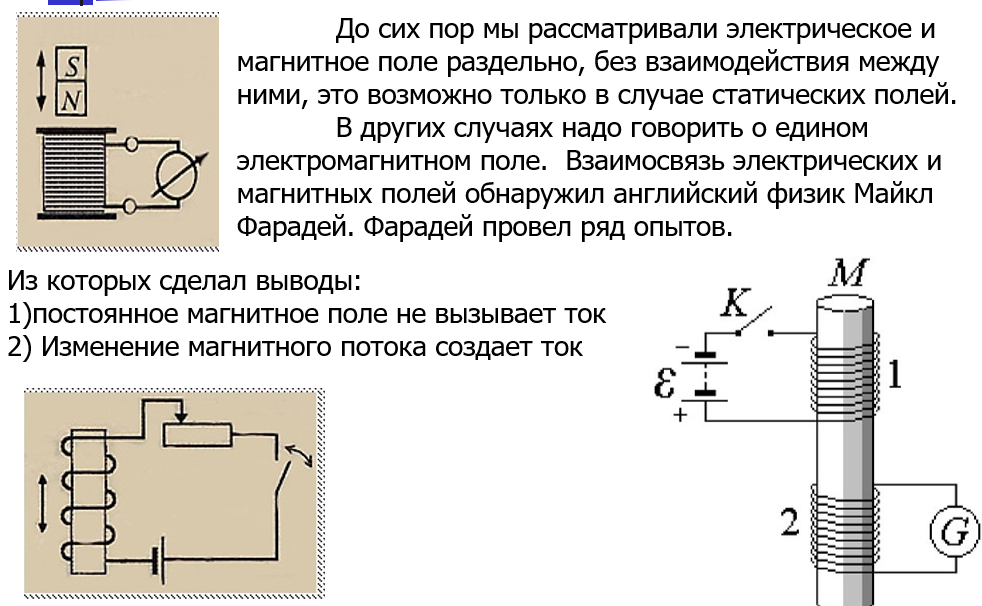 До сих пор мы рассматривали электрическое и
магнитное поле раздельно, без взаимодействия между
ними, это возможно только в случае статических полей.
В других случаях надо говорить о едином
электромагнитном поле. Взаимосвязь электрических и
магнитных полей обнаружил английский физик Майкл
Фарадей. Фарадей провел ряд опытов.
S
N
Из которых сделал выводы:
1)постоянное магнитное поле не вызывает ток
2) Изменение магнитного потока создает ток
M
K
−
ℰ
+
1
2
G